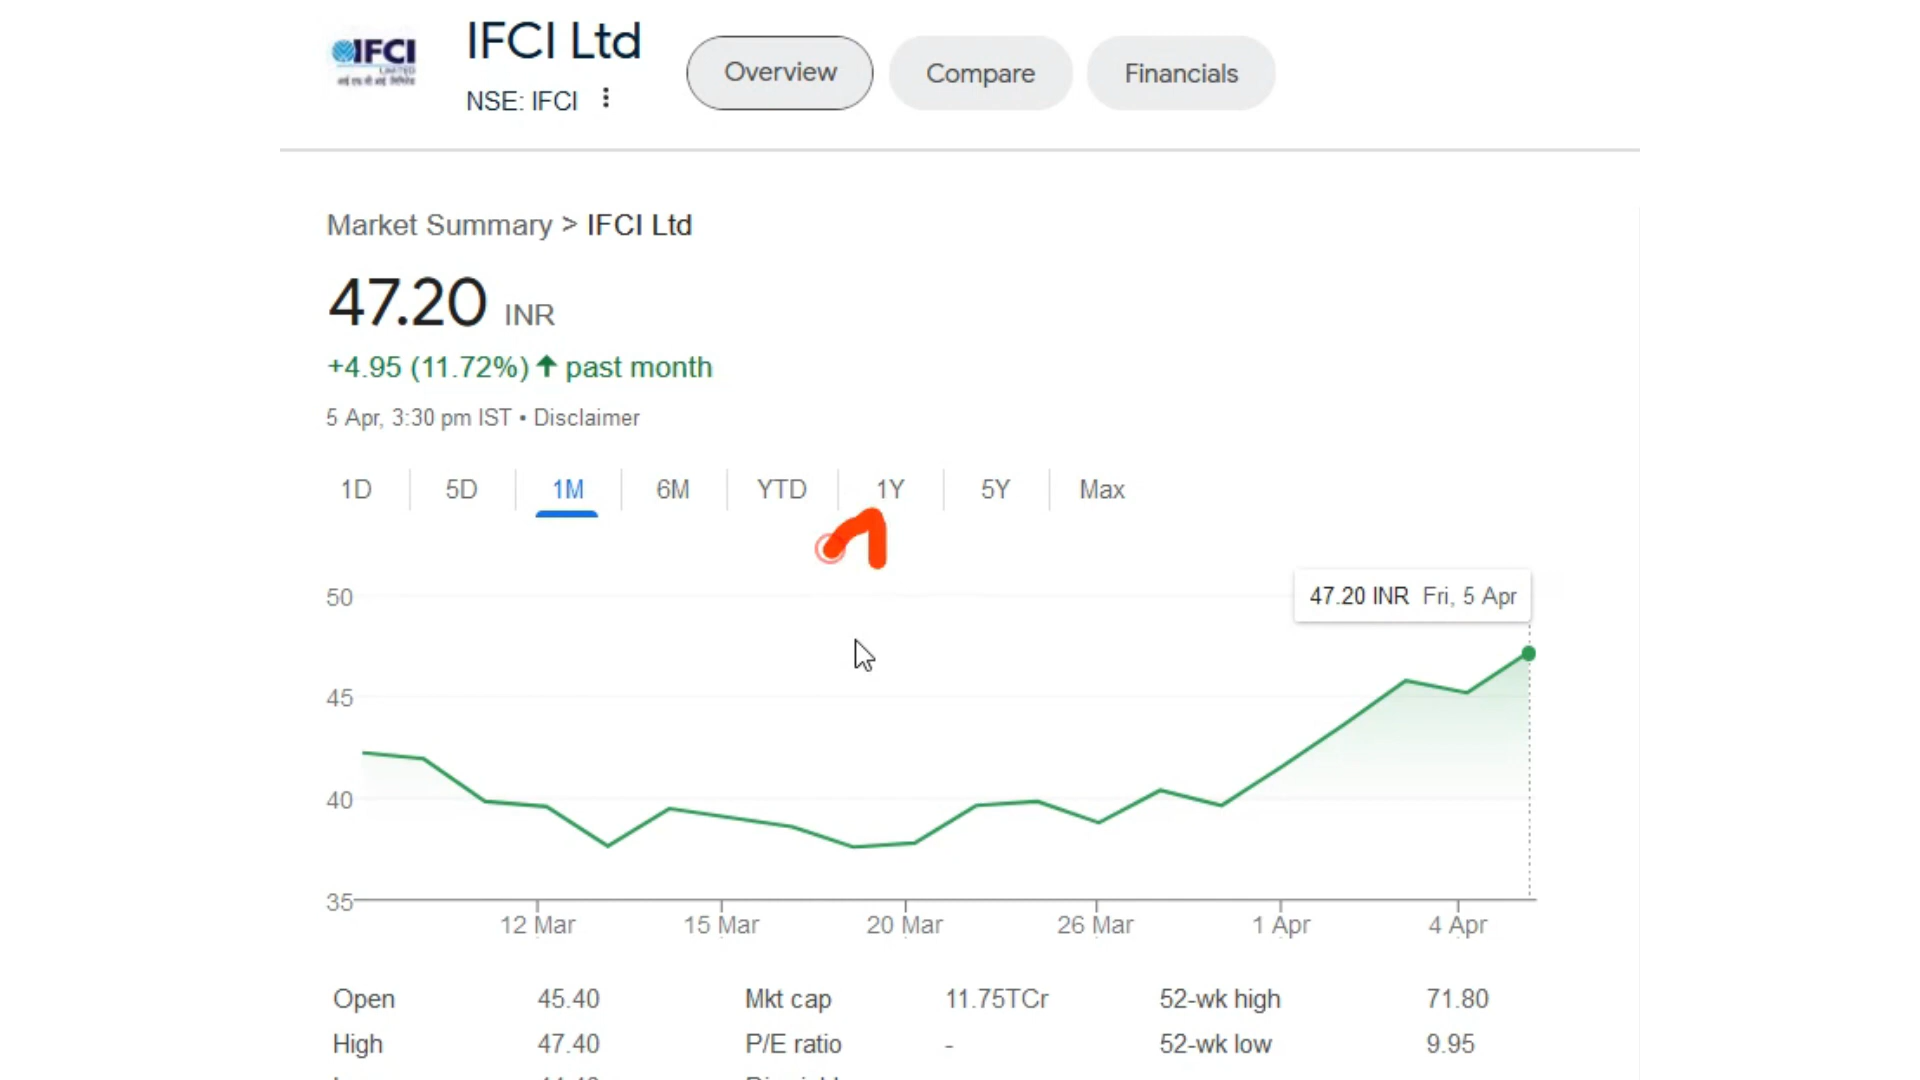 IFCI
LIMITED
IFCI Ltd
NSE: IFCI
Overview
Compare
Financials
Market Summary > IFCI Ltd
47.20 INR
+4.95 (11.72%) past month
5 Apr, 3:30 pm IST • Disclaimer
1D 5D 1M 6M YTD 1Y 5Y Max
47.20 INR Fri, 5 Apr
50
45
40
35
12 Mar 15 Mar 20 Mar 26 Mar 1 Apr 4 Apr
Open 45.40 Mkt cap 11.75TCr 52-wk high 71.80
High 47.40 P/E ratio - 52-wk low 9.95